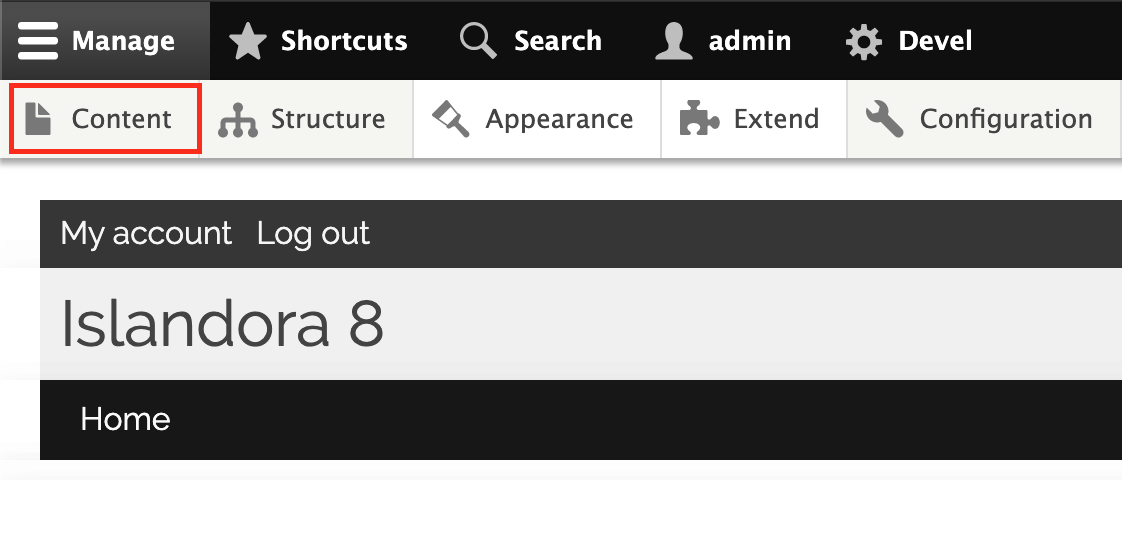 Manage Shortcuts Search admin Devel
Content Structure Appearance Extend Configuration
My account Log out
Islandora 8
Home